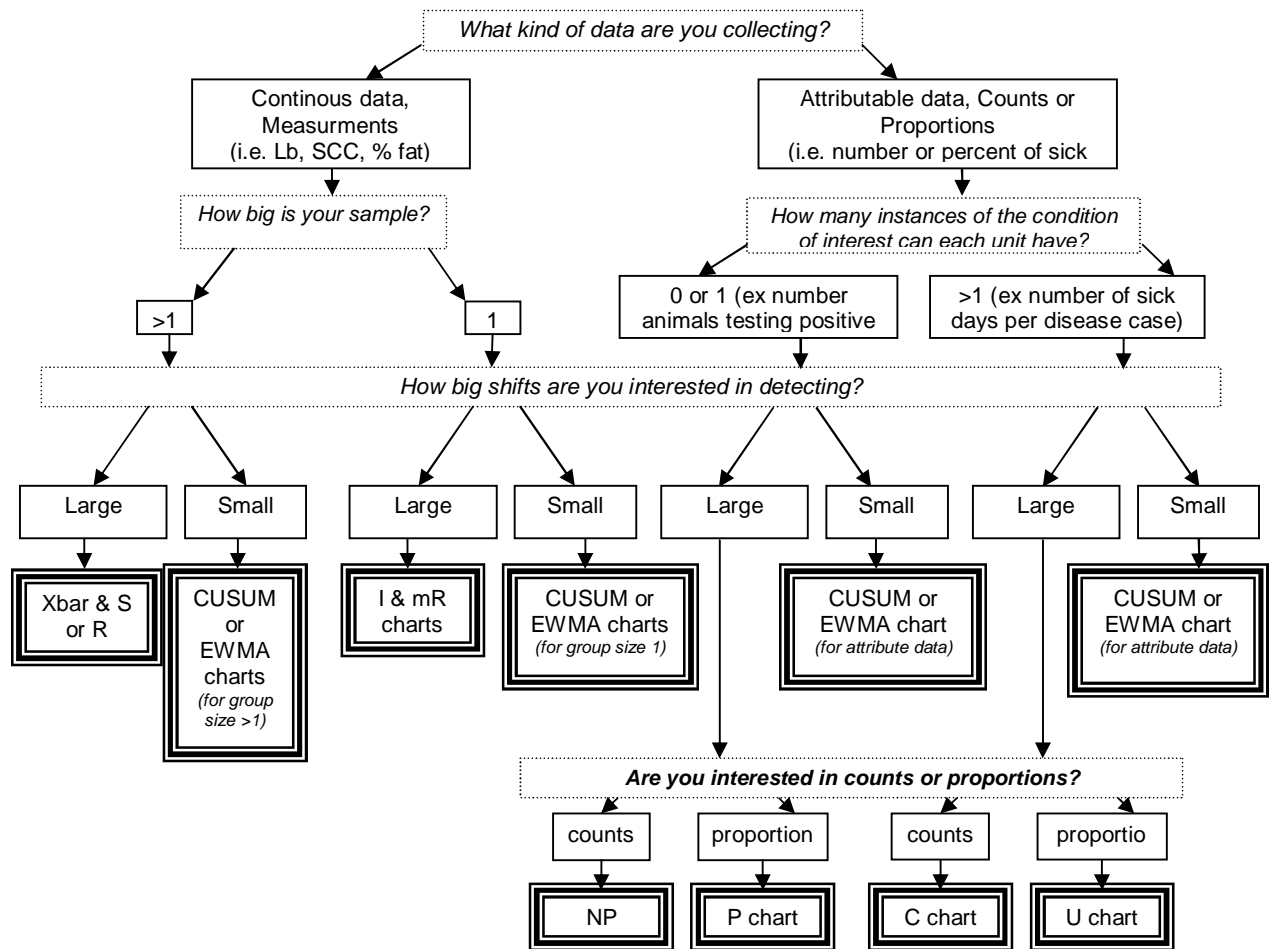 What kind of data are you collecting?
Continous data,
Measurments
(i.e. Lb, SCC, % fat)
Attributable data, Counts or
Proportions
(i.e. number or percent of sick
How big is your sample?
How many instances of the condition
of interest can each unit have?
>1
1
0 or 1 (ex number
animals testing positive
>1 (ex number of sick
days per disease case)
How big shifts are you interested in detecting?
Large
Small
Large
Small
Large
Small
Large
Small
Xbar & S
or R
CUSUM
or
EWMA
charts
(for group
size >1)
I & mR
charts
CUSUM or
EWMA charts
(for group size 1)
CUSUM or
EWMA chart
(for attribute data)
CUSUM or
EWMA chart
(for attribute data)
Are you interested in counts or proportions?
counts
proportion
counts
proportio
NP
P chart
C chart
U chart